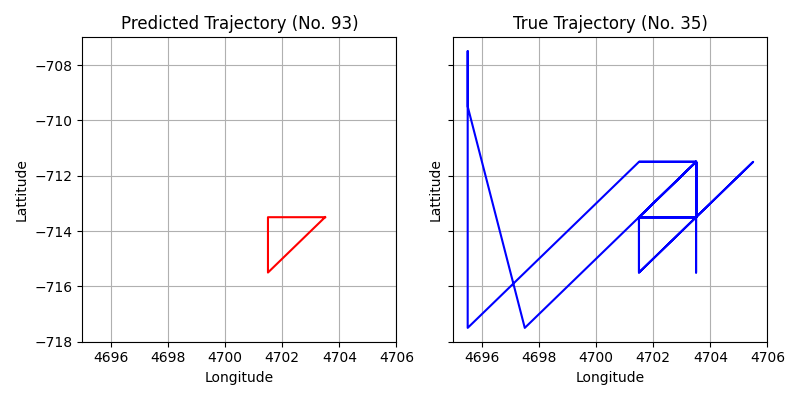 Predicted Trajectory (No. 93)
True Trajectory (No. 35)
Lattitude
−708
−710
−712
−714
−716
−718
4696 4698 4700 4702 4704 4706
Longitude
Lattitude
4696 4698 4700 4702 4704 4706
Longitude